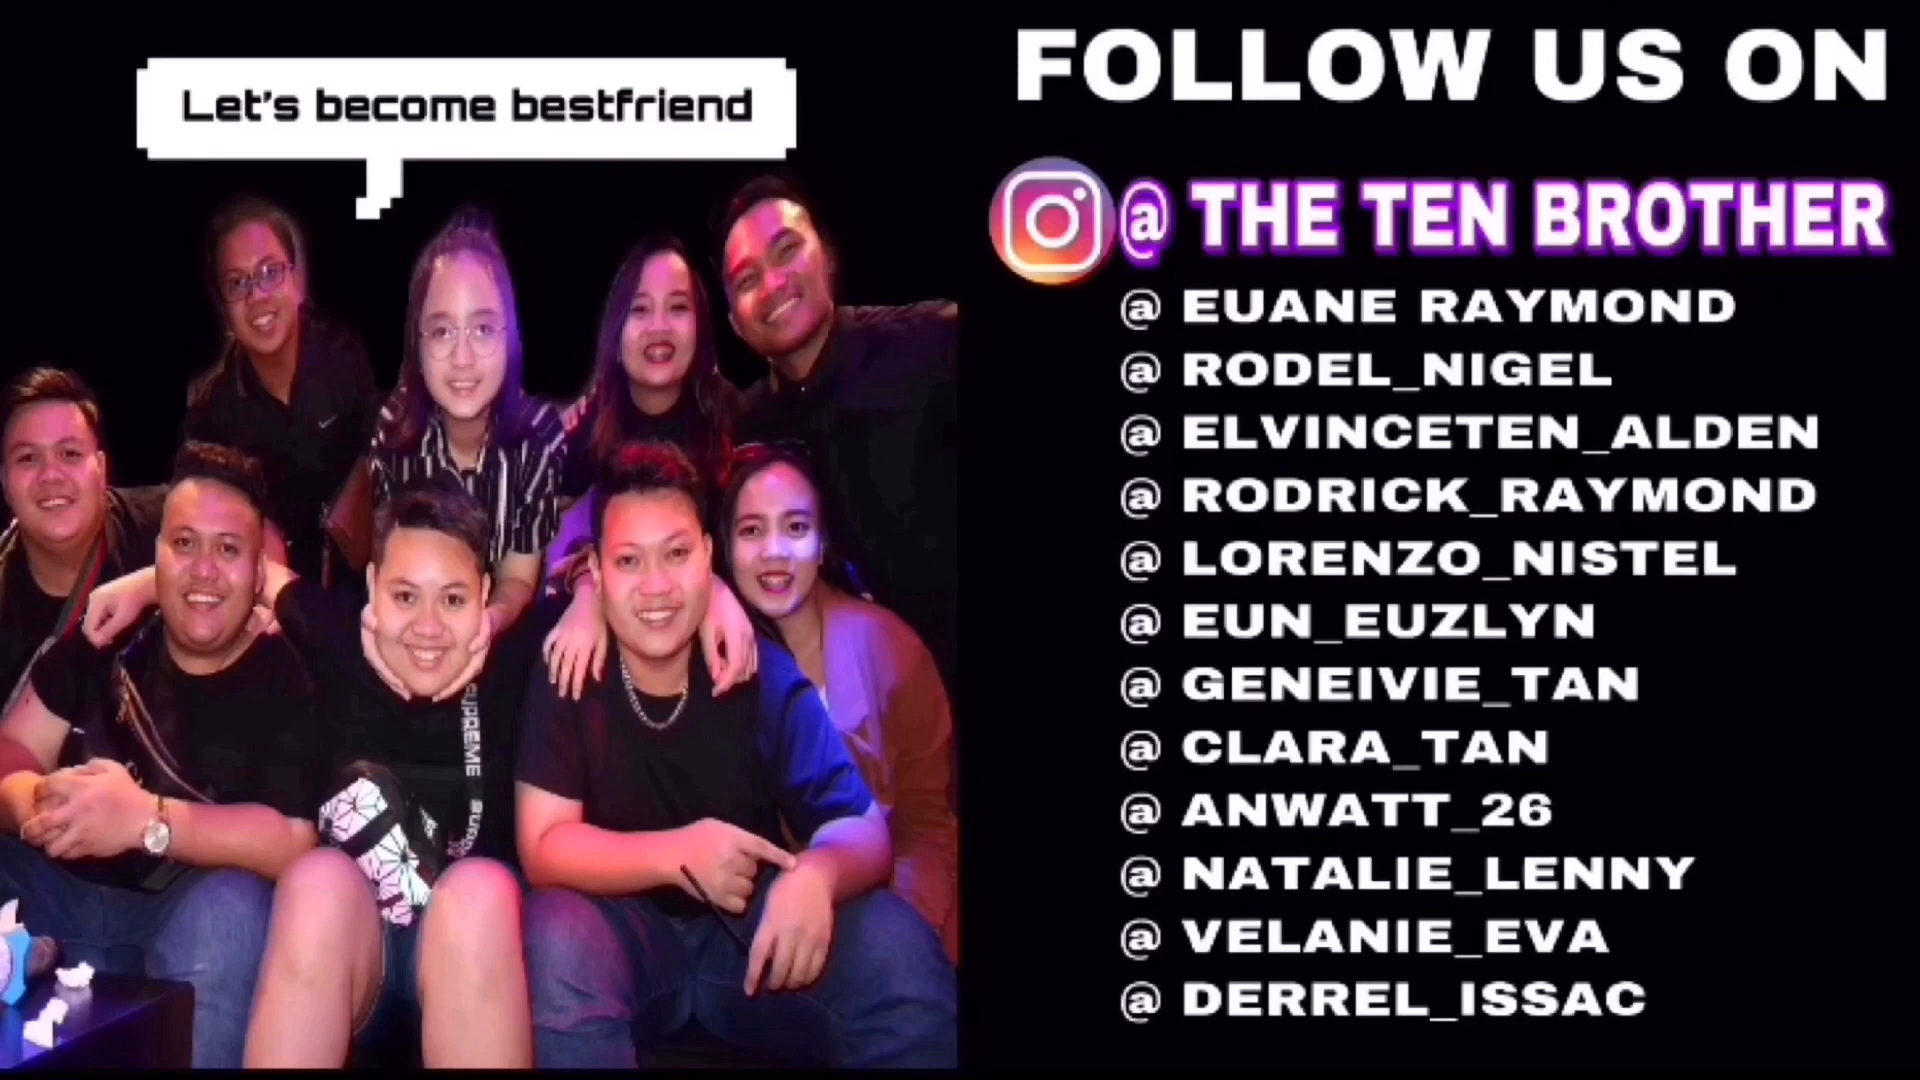 Let's become bestfriend
FOLLOW US ON
@ THE TEN BROTHER
@ EUANE RAYMOND
@ RODEL_NIGEL
@ ELVINCETEN_ALDEN
@ RODRICK_RAYMOND
@ LORENZO_NISTEL
@ EUN_EUZLYN
@ GENEIVIE_TAN
@ CLARA_TAN
@ ANWATT_26
@ NATALIE_LENNY
@ VELANIE_EVA
@ DERREL_ISSAC
SUPREME